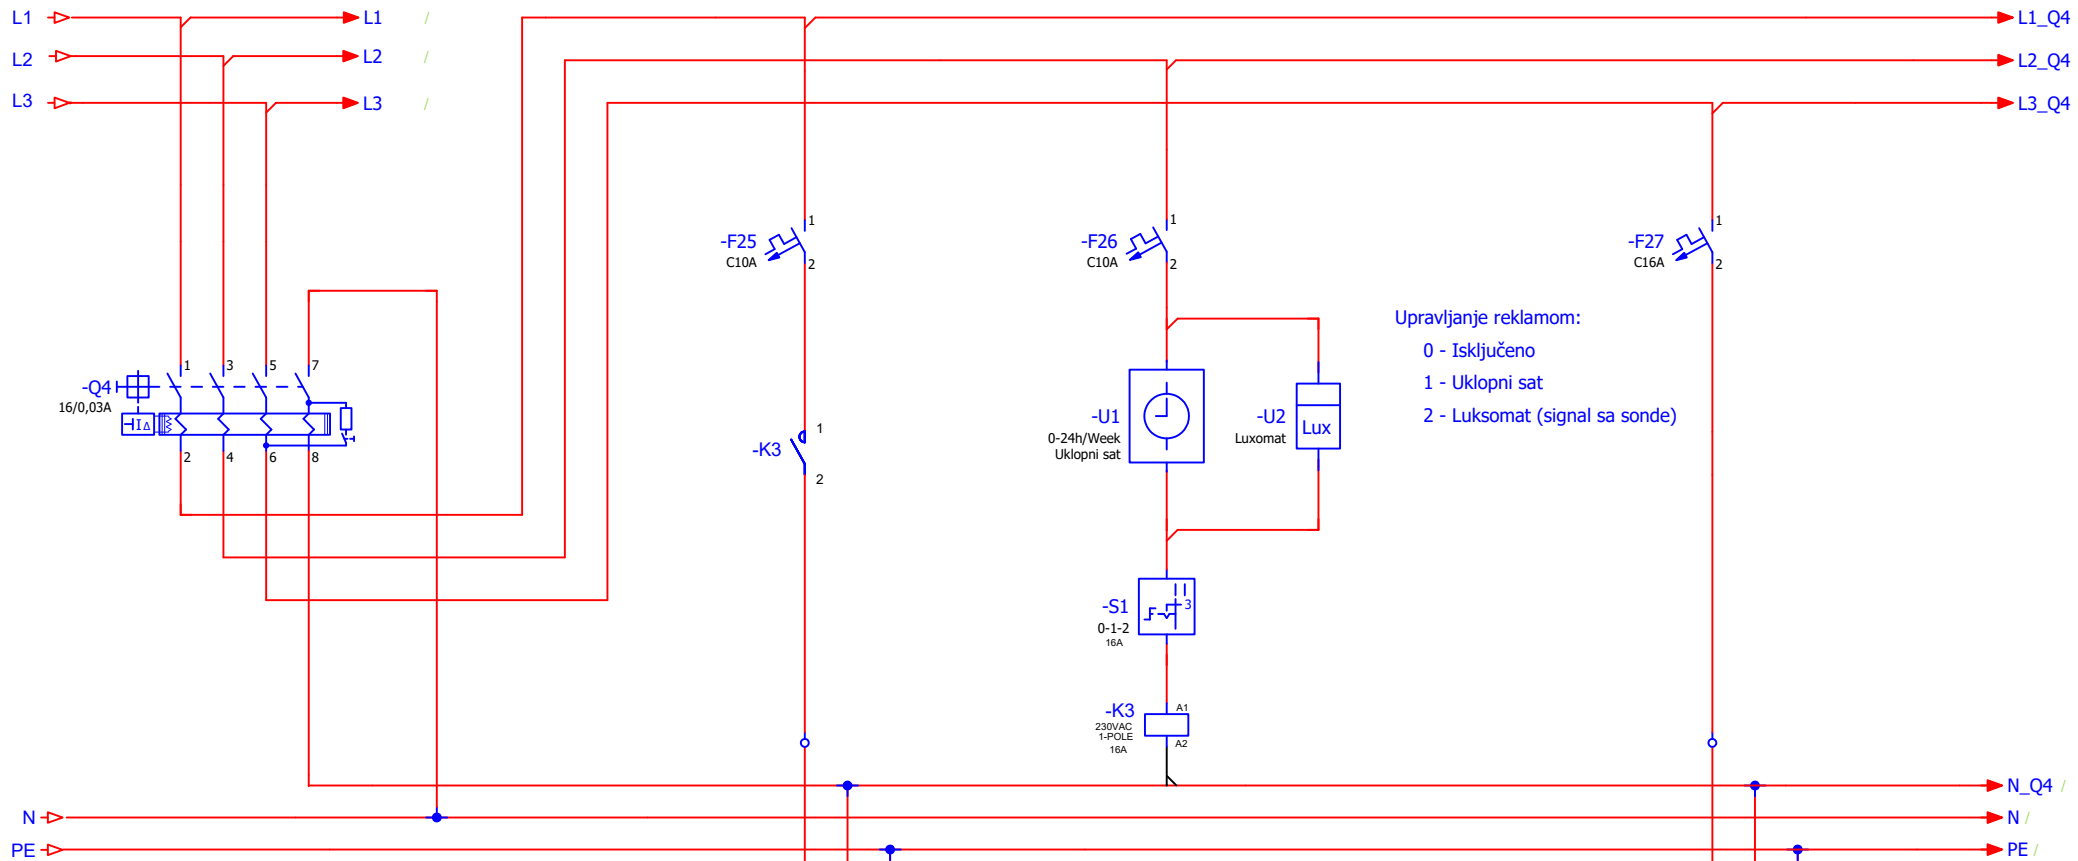 L1
L1
/
L1_Q4
L2
L2
/
L2_Q4
L3
L3
/
L3_Q4
1
-F25
C10A
2
1
-F26
C10A
2
1
-F27
C16A
2
Upravljanje reklamom:
0 - Isključeno
1 - Uklopni sat
2 - Luksomat (signal sa sonde)
1
3
5
7
-Q4
16/0,03A
I∆
2
4
6
8
-K3
1
2
-U1
0-24h/Week
Uklopni sat
-U2
Luxomat
Lux
-S1
0-1-2
16A
3
-K3
230VAC
1-POLE
16A
A1
A2
N_Q4 /
N
N /
PE
PE /